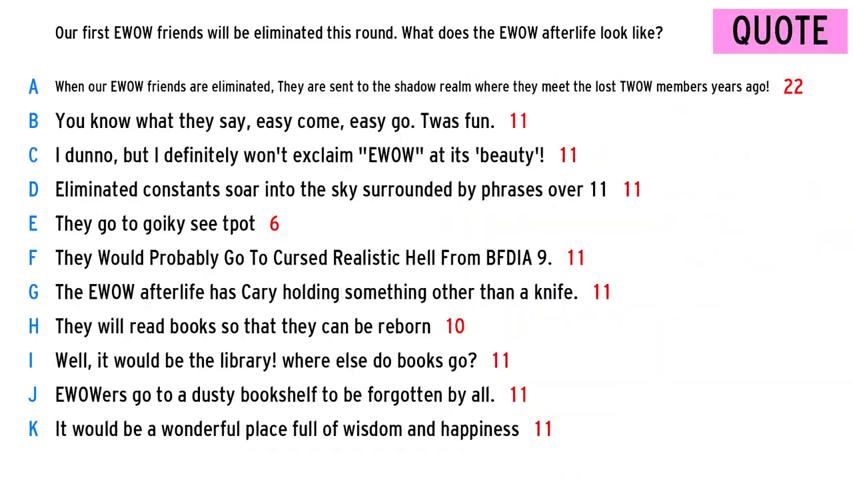 Our first EWOW friends will be eliminated this round. What does the EWOW afterlife look like?
QUOTE
A When our EWOW friends are eliminated, They are sent to the shadow realm where they meet the lost TWOW members years ago! 22
B You know what they say, easy come, easy go. Twas fun. 11
C I dunno, but I definitely won't exclaim "EWOW" at its 'beauty'! 11
D Eliminated constants soar into the sky surrounded by phrases over 11 11
E They go to goiky see tpot 6
F They Would Probably Go To Cursed Realistic Hell From BFDIA 9. 11
G The EWOW afterlife has Cary holding something other than a knife. 11
H They will read books so that they can be reborn 10
I Well, it would be the library! where else do books go? 11
J EWOWers go to a dusty bookshelf to be forgotten by all. 11
K It would be a wonderful place full of wisdom and happiness 11